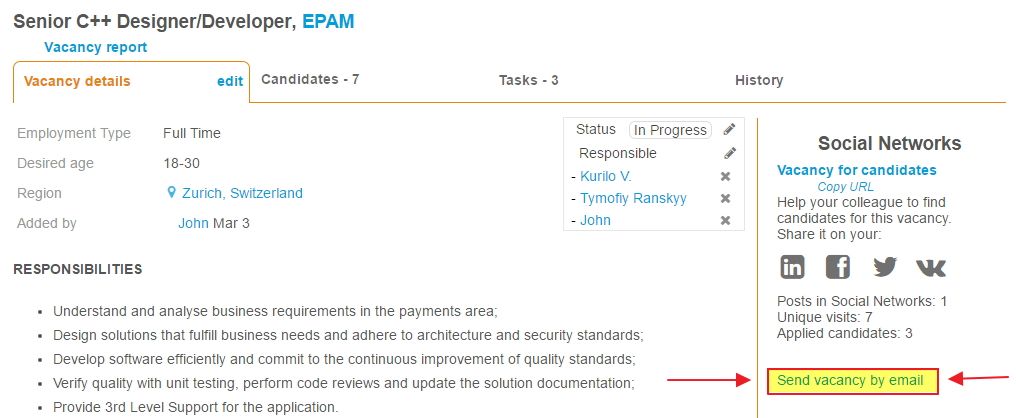 Senior C++ Designer/Developer, EPAM
Vacancy report
Vacancy details edit Candidates - 7 Tasks - 3 History
Employment Type Full Time
Desired age 18-30
Region Zurich, Switzerland
Added by John Mar 3
Status In Progress
Responsible
- Kurilo V.
- Tymofiy Ranskyy
- John
Social Networks
Vacancy for candidates
Copy URL
Help your colleague to find
candidates for this vacancy.
Share it on your:
Posts in Social Networks: 1
Unique visits: 7
Applied candidates: 3
Send vacancy by email
RESPONSIBILITIES
▪ Understand and analyse business requirements in the payments area;
▪ Design solutions that fulfill business needs and adhere to architecture and security standards;
▪ Develop software efficiently and commit to the continuous improvement of quality standards;
▪ Verify quality with unit testing, perform code reviews and update the solution documentation;
▪ Provide 3rd Level Support for the application.